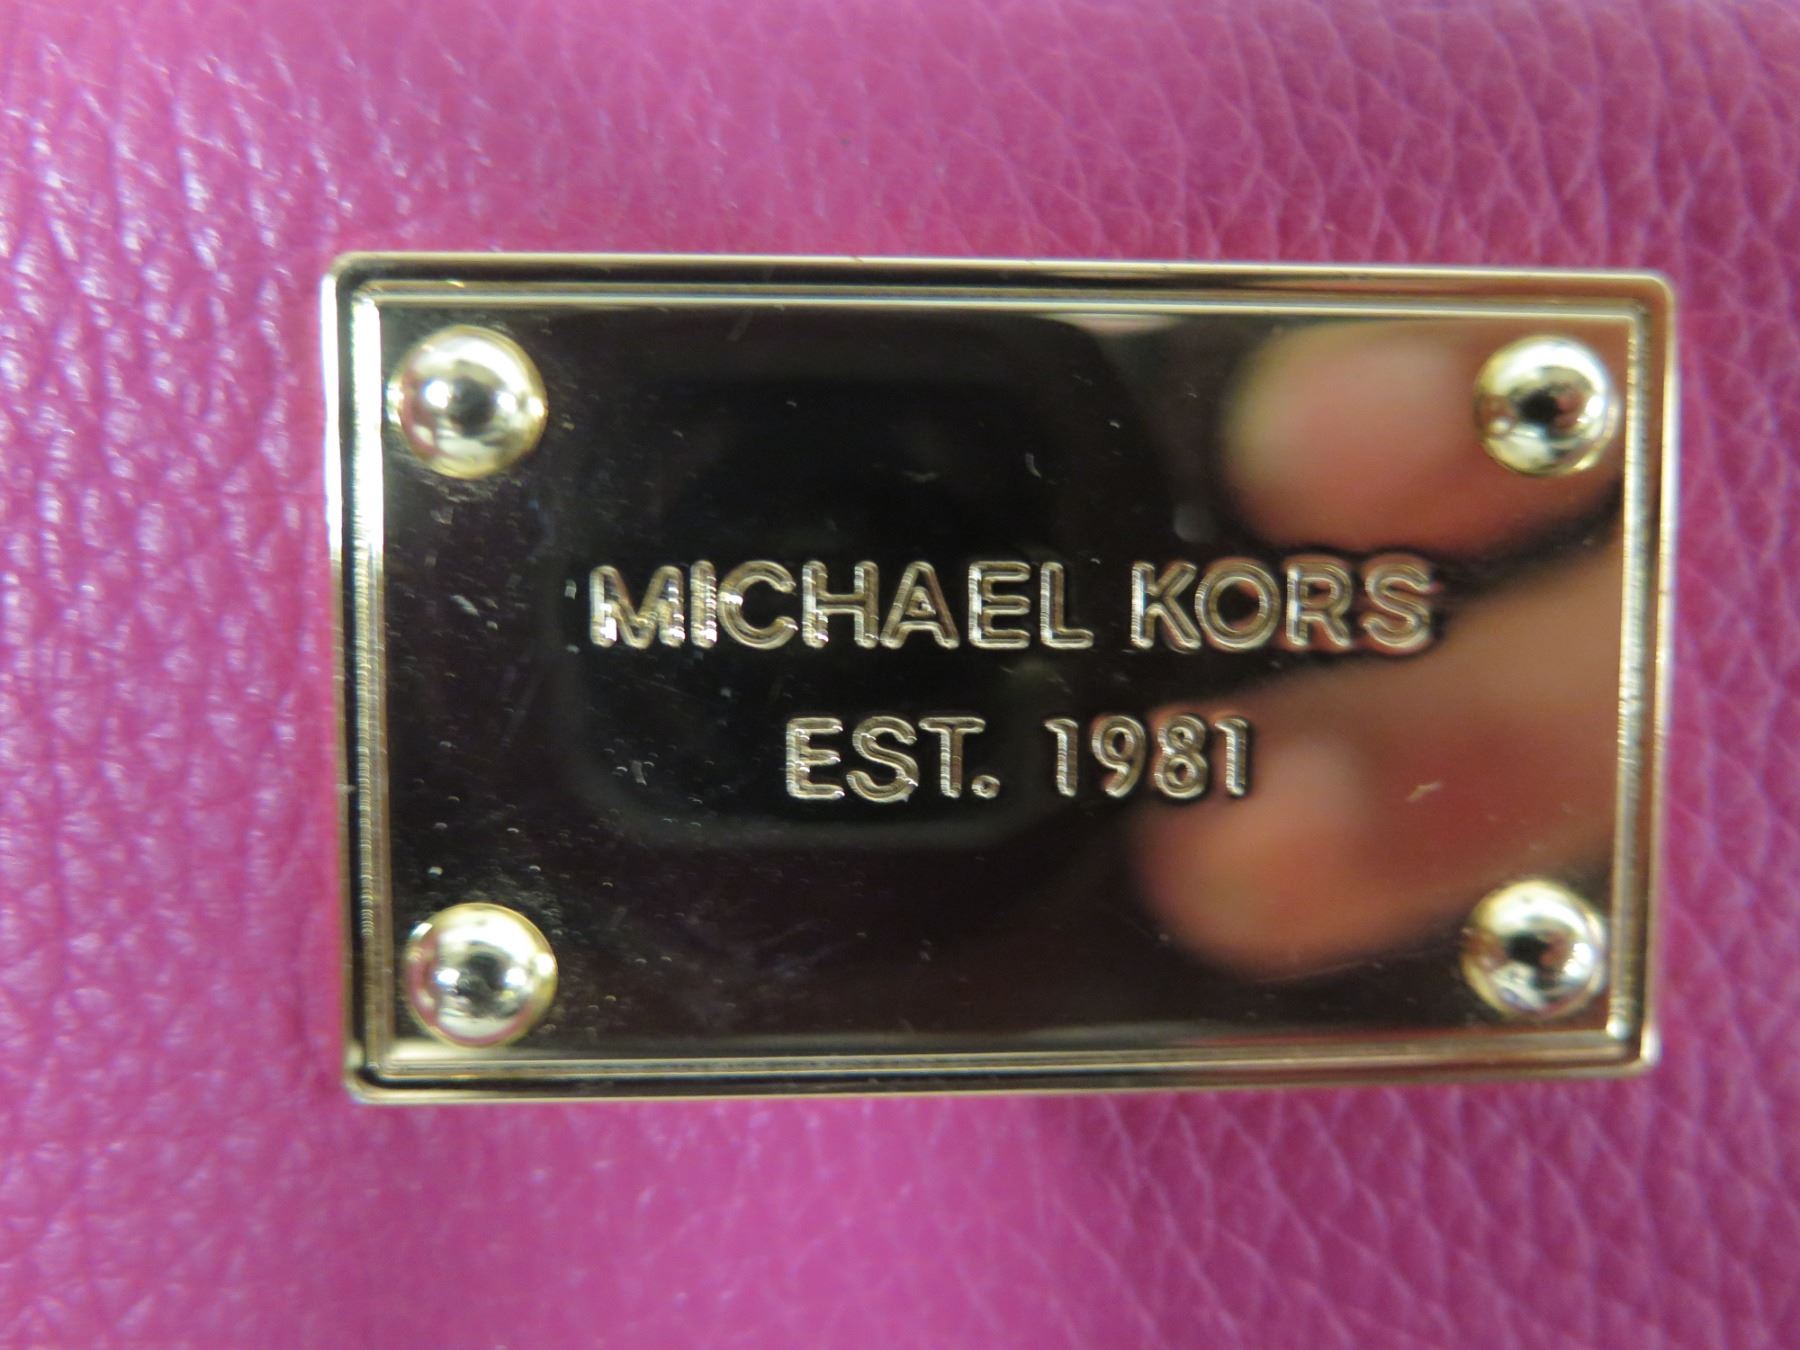 MICHAEL KORS
EST. 1981